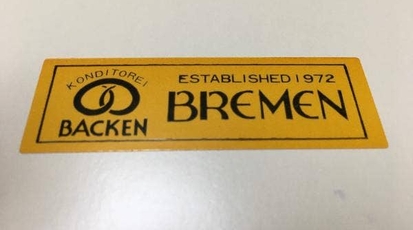 KONDITOREI
BACKEN
ESTABLISHED 1972
BREMEN